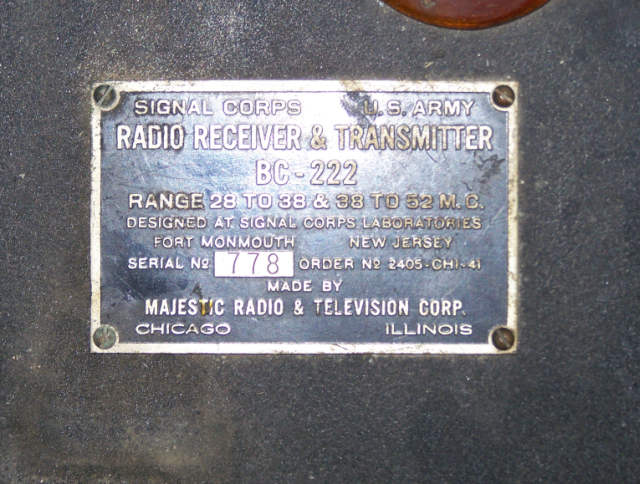 SIGNAL CORPS U.S. ARMY
RADIO RECEIVER & TRANSMITTER
BC-222
RANGE 28 TO 38 & 38 TO 52 M.C.
DESIGNED AT SIGNAL CORPS LABORATORIES
FORT MONMOUTH NEW JERSEY
SERIAL No 778 ORDER No 2405-CHI-41
MADE BY
MAJESTIC RADIO & TELEVISION CORP.
CHICAGO ILLINOIS